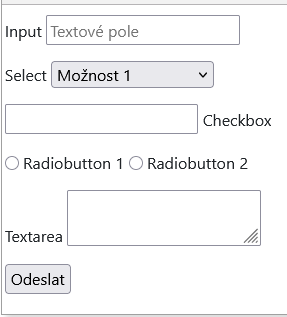 Input Textové pole
Select Možnost 1
Checkbox
Radiobutton 1 Radiobutton 2
Textarea
Odeslat